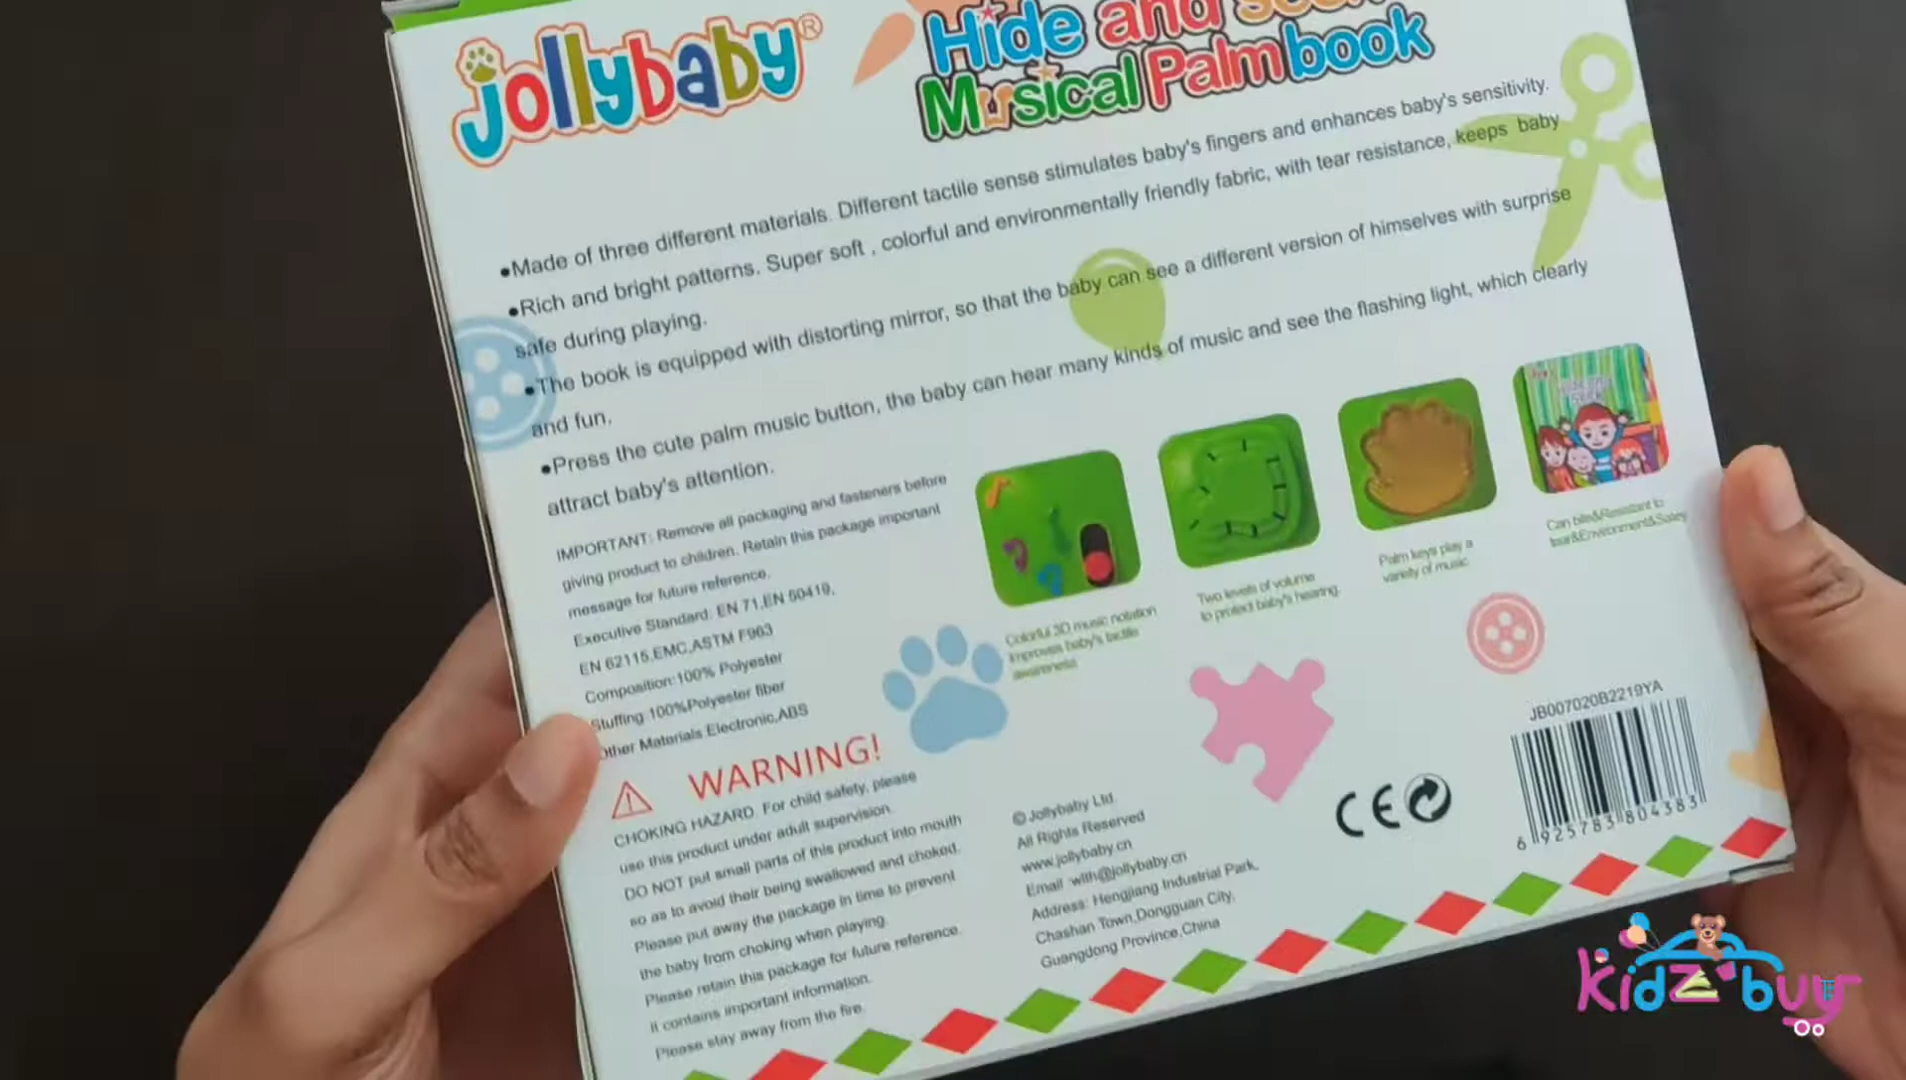 jollybaby®
Hide and seek
Musical Palm book
●Made of three different materials. Different tactile sense stimulates baby's fingers and enhances baby's sensitivity.
●Rich and bright patterns. Super soft , colorful and environmentally friendly fabric, with tear resistance, keeps baby
safe during playing.
●The book is equipped with distorting mirror, so that the baby can see a different version of himselves with surprise
and fun.
●Press the cute palm music button, the baby can hear many kinds of music and see the flashing light, which clearly
attract baby's attention.
IMPORTANT: Remove all packaging and fasteners before
giving product to children. Retain this package important
message for future reference.
Executive Standard: EN 71,EN 50419,
EN 62115,EMC,ASTM F963
Composition:100% Polyester
Stuffing 100%Polyester fiber
Other Materials Electronic,ABS
Colorful 3D music notation
improves baby's tactile
awareness
Two levels of volume
to protect baby's hearing.
Palm keys play a
variety of music
Can bite&Resistant to
tear&Environment&Safety
WARNING!
CHOKING HAZARD. For child safety, please
use this product under adult supervision.
DO NOT put small parts of this product into mouth
so as to avoid their being swallowed and choked.
Please put away the package in time to prevent
the baby from choking when playing.
Please retain this package for future reference.
it contains important information.
Please stay away from the fire.
© Jollybaby Ltd.
All Rights Reserved
www.jollybaby.cn
Email :with@jollybaby.cn
Address: Hengjiang Industrial Park,
Chashan Town,Dongguan City,
Guangdong Province,China
CE
JB007020B2219YA
6 925783 804383
kidz buy